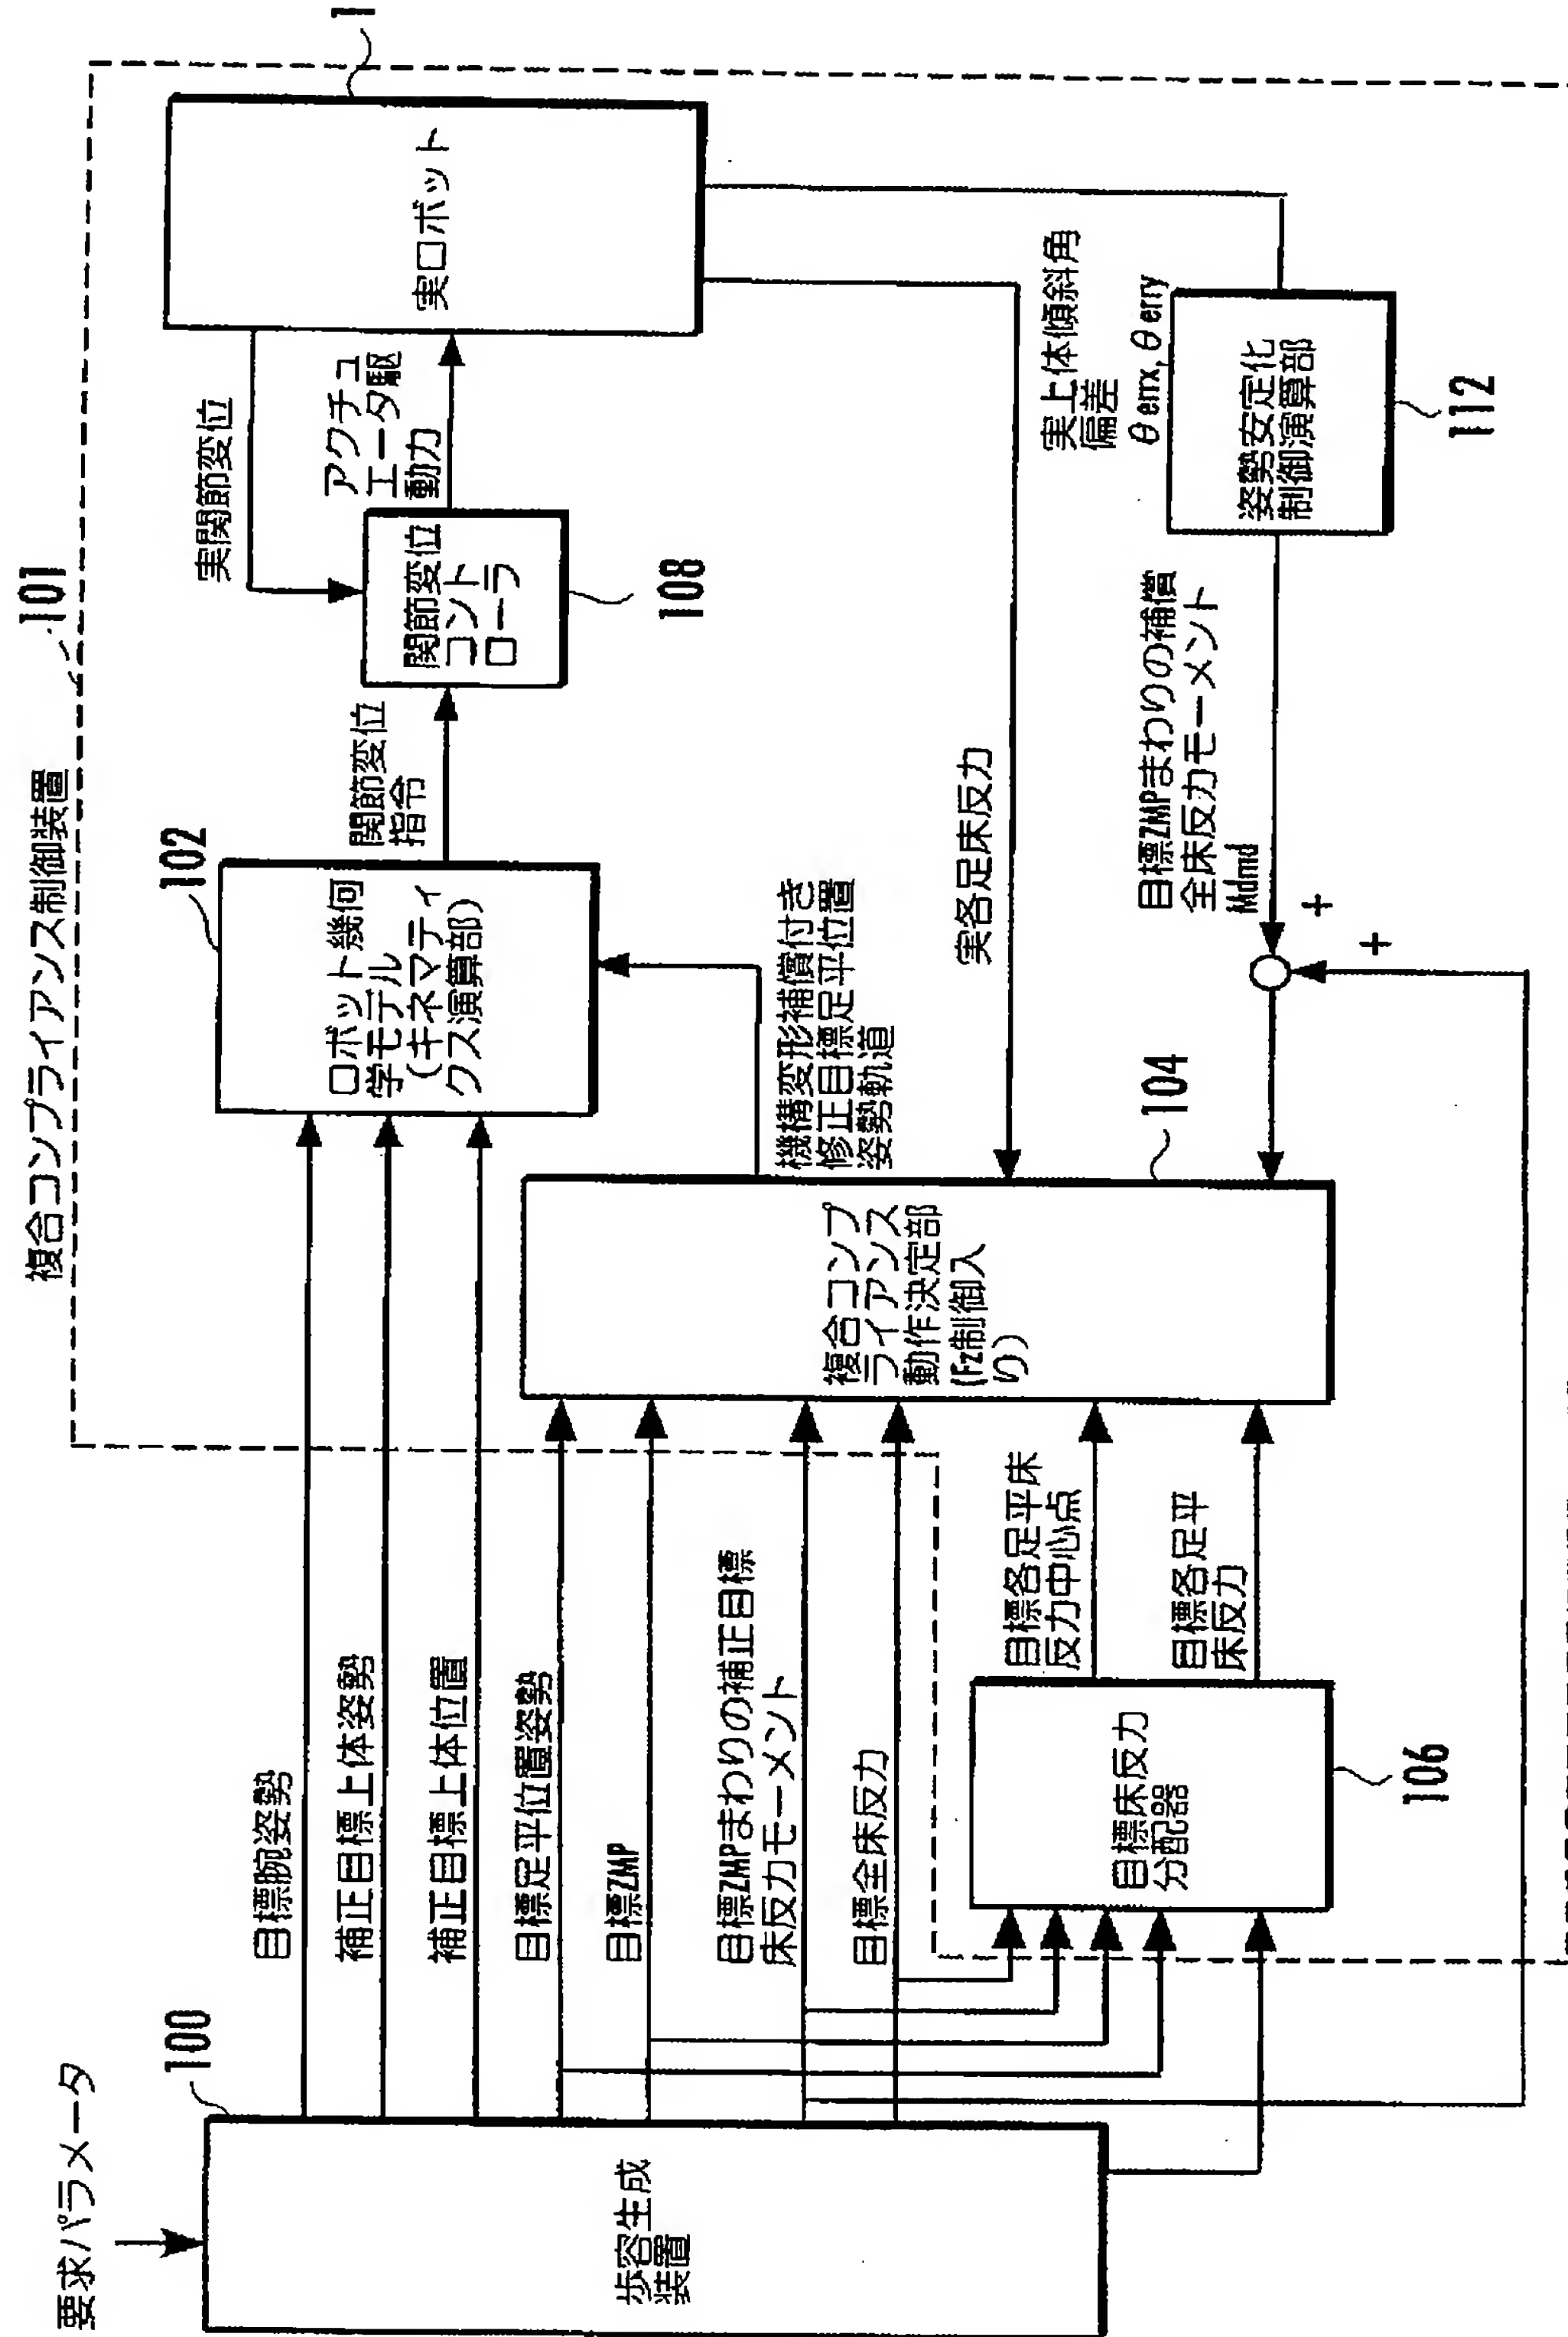 要求パラメータ
100
歩容生成
装置
目標腕姿勢
補正目標上体姿勢
補正目標上体位置
目標足平位置姿勢
目標ZMP
目標ZMPまわりの補正目標
床反力モーメント
目標全床反力
目標床反力
分配器
106
目標各足平床
反力中心点
目標各足平
床反力
複合コンプライアンス制御装置
101
複合コンプ
ライアンス
動作決定部
(Fz制御入
り)
104
機構変形補償付き
修正目標足平位置
姿勢軌道
102
ロボット幾何
学モデル
(キネマティ
クス演算部)
関節変位
指令
関節変位
コント
ローラ
108
実関節変位
アクチュ
エータ駆
動力
実ロボット
1
実各足床反力
目標ZMPまわりの補償
全床反力モーメント
Mdmd
+
+
実上体傾斜角
偏差
θerrx,θerry
姿勢安定化
制御演算部
112